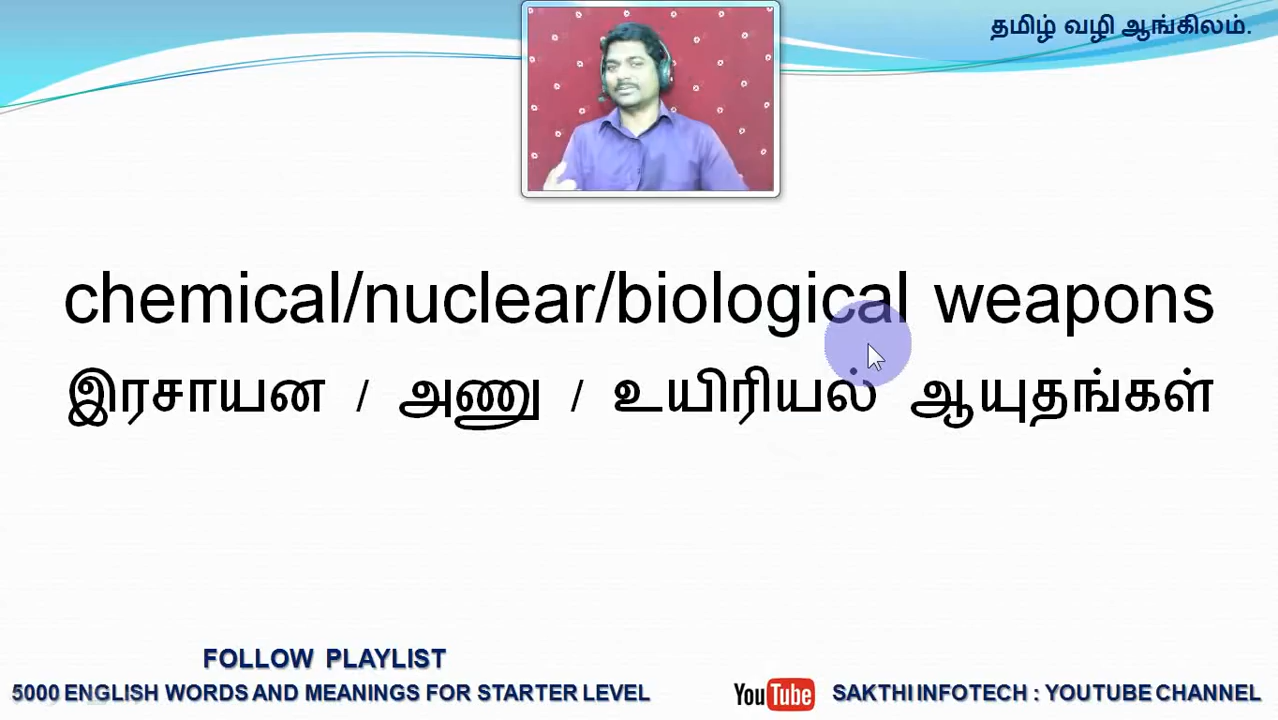 தமிழ் வழி ஆங்கிலம்.
chemical/nuclear/biological weapons
இரசாயன / அணு / உயிரியல் ஆயுதங்கள்
FOLLOW PLAYLIST
5000 ENGLISH WORDS AND MEANINGS FOR STARTER LEVEL
YouTube SAKTHI INFOTECH : YOUTUBE CHANNEL